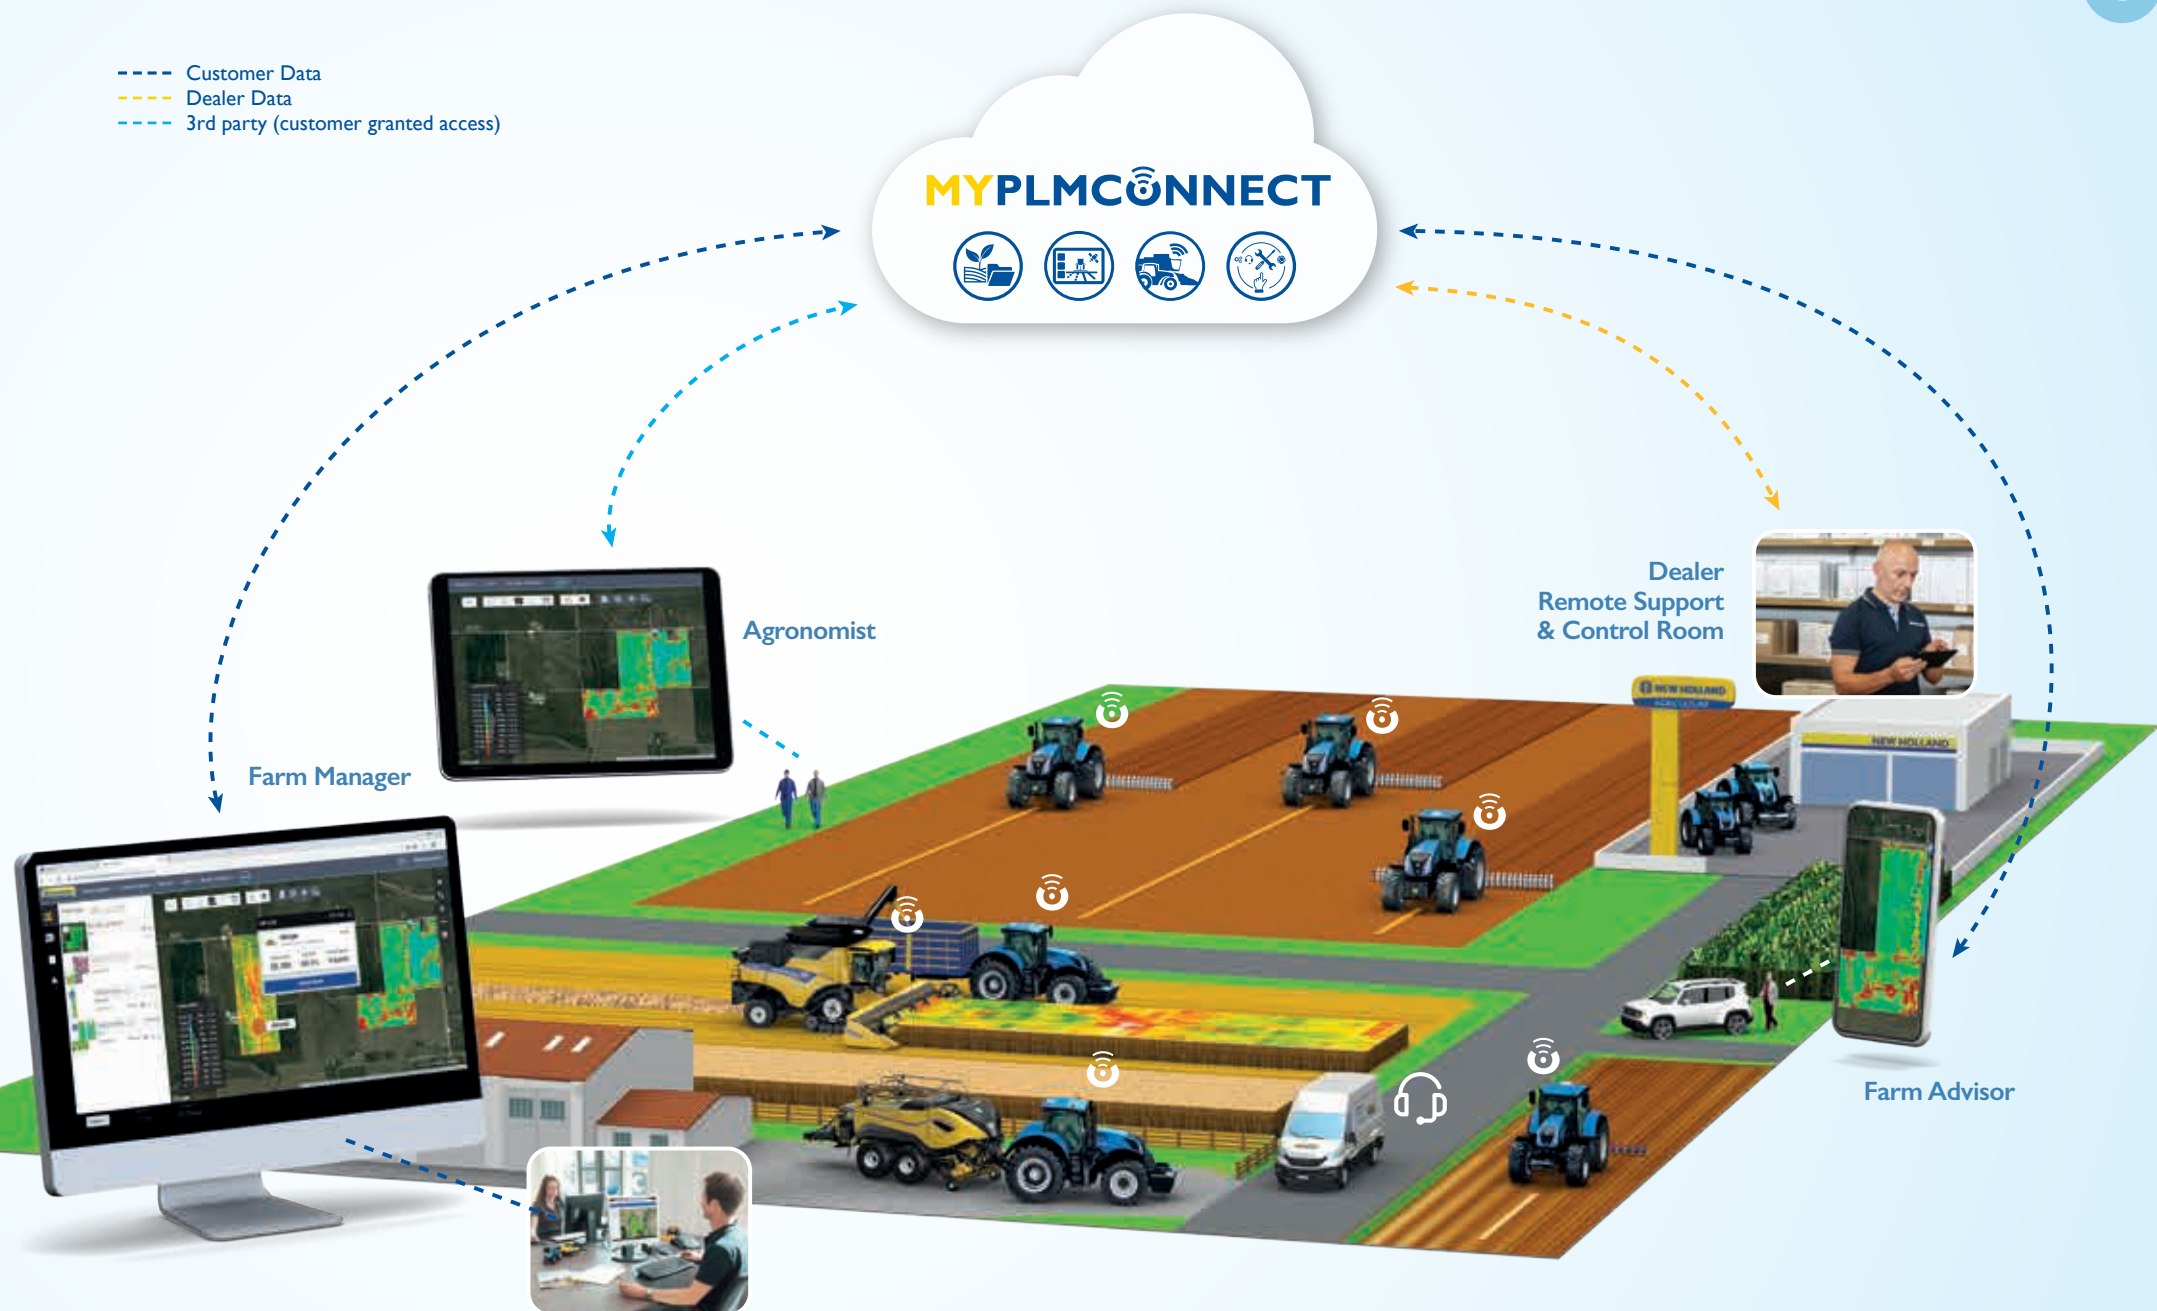 Customer Data
Dealer Data
3rd party (customer granted access)
MYPLMCONNECT
Dealer
Remote Support
& Control Room
Agronomist
NEW HOLLAND
AGRICULTURE
NEW HOLLAND
Farm Manager
Farm Advisor